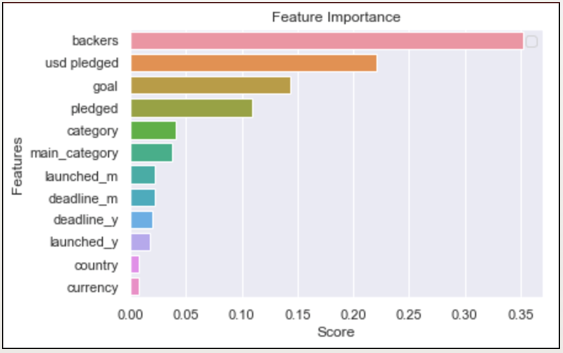 Feature Importance
backers
usd pledged
goal
pledged
category
main_category
launched_m
deadline_m
deadline_y
launched_y
country
currency
Features
0.00 0.05 0.10 0.15 0.20 0.25 0.30 0.35
Score